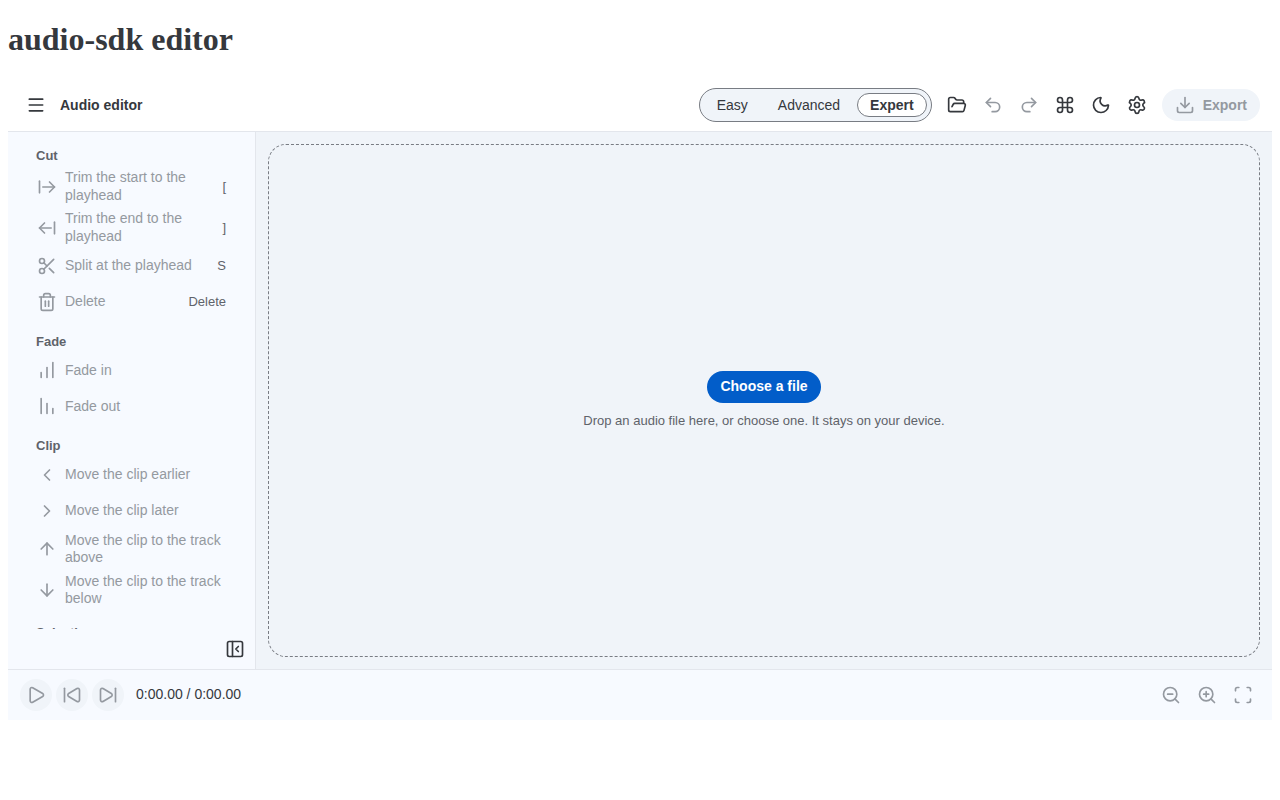 audio-sdk editor
Audio editor
Easy
Advanced
Expert
Export
Cut
Trim the start to the
playhead
[
Trim the end to the
playhead
]
Split at the playhead
S
Delete
Delete
Fade
Fade in
Fade out
Clip
Move the clip earlier
Move the clip later
Move the clip to the track
above
Move the clip to the track
below
Choose a file
Drop an audio file here, or choose one. It stays on your device.
0:00.00 / 0:00.00